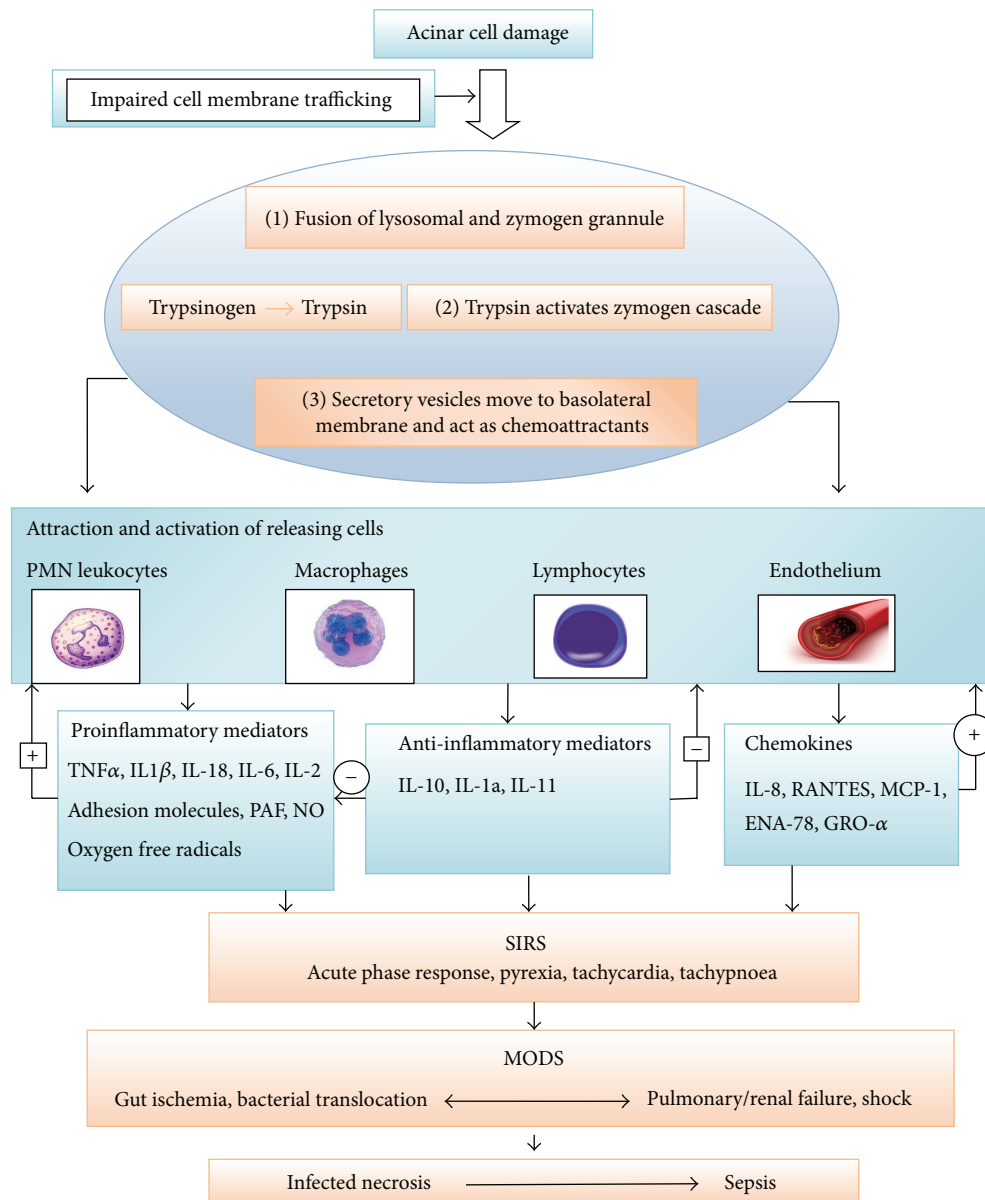 Acinar cell damage
Impaired cell membrane trafficking
(1) Fusion of lysosomal and zymogen grannule
Trypsinogen → Trypsin
(2) Trypsin activates zymogen cascade
(3) Secretory vesicles move to basolateral
membrane and act as chemoattractants
Attraction and activation of releasing cells
PMN leukocytes
Macrophages
Lymphocytes
Endothelium
+
Proinflammatory mediators
TNFα, IL1β, IL-18, IL-6, IL-2
Adhesion molecules, PAF, NO
Oxygen free radicals
−
Anti-inflammatory mediators
IL-10, IL-1a, IL-11
−
Chemokines
IL-8, RANTES, MCP-1,
ENA-78, GRO-α
+
SIRS
Acute phase response, pyrexia, tachycardia, tachypnoea
MODS
Gut ischemia, bacterial translocation ↔ Pulmonary/renal failure, shock
Infected necrosis → Sepsis